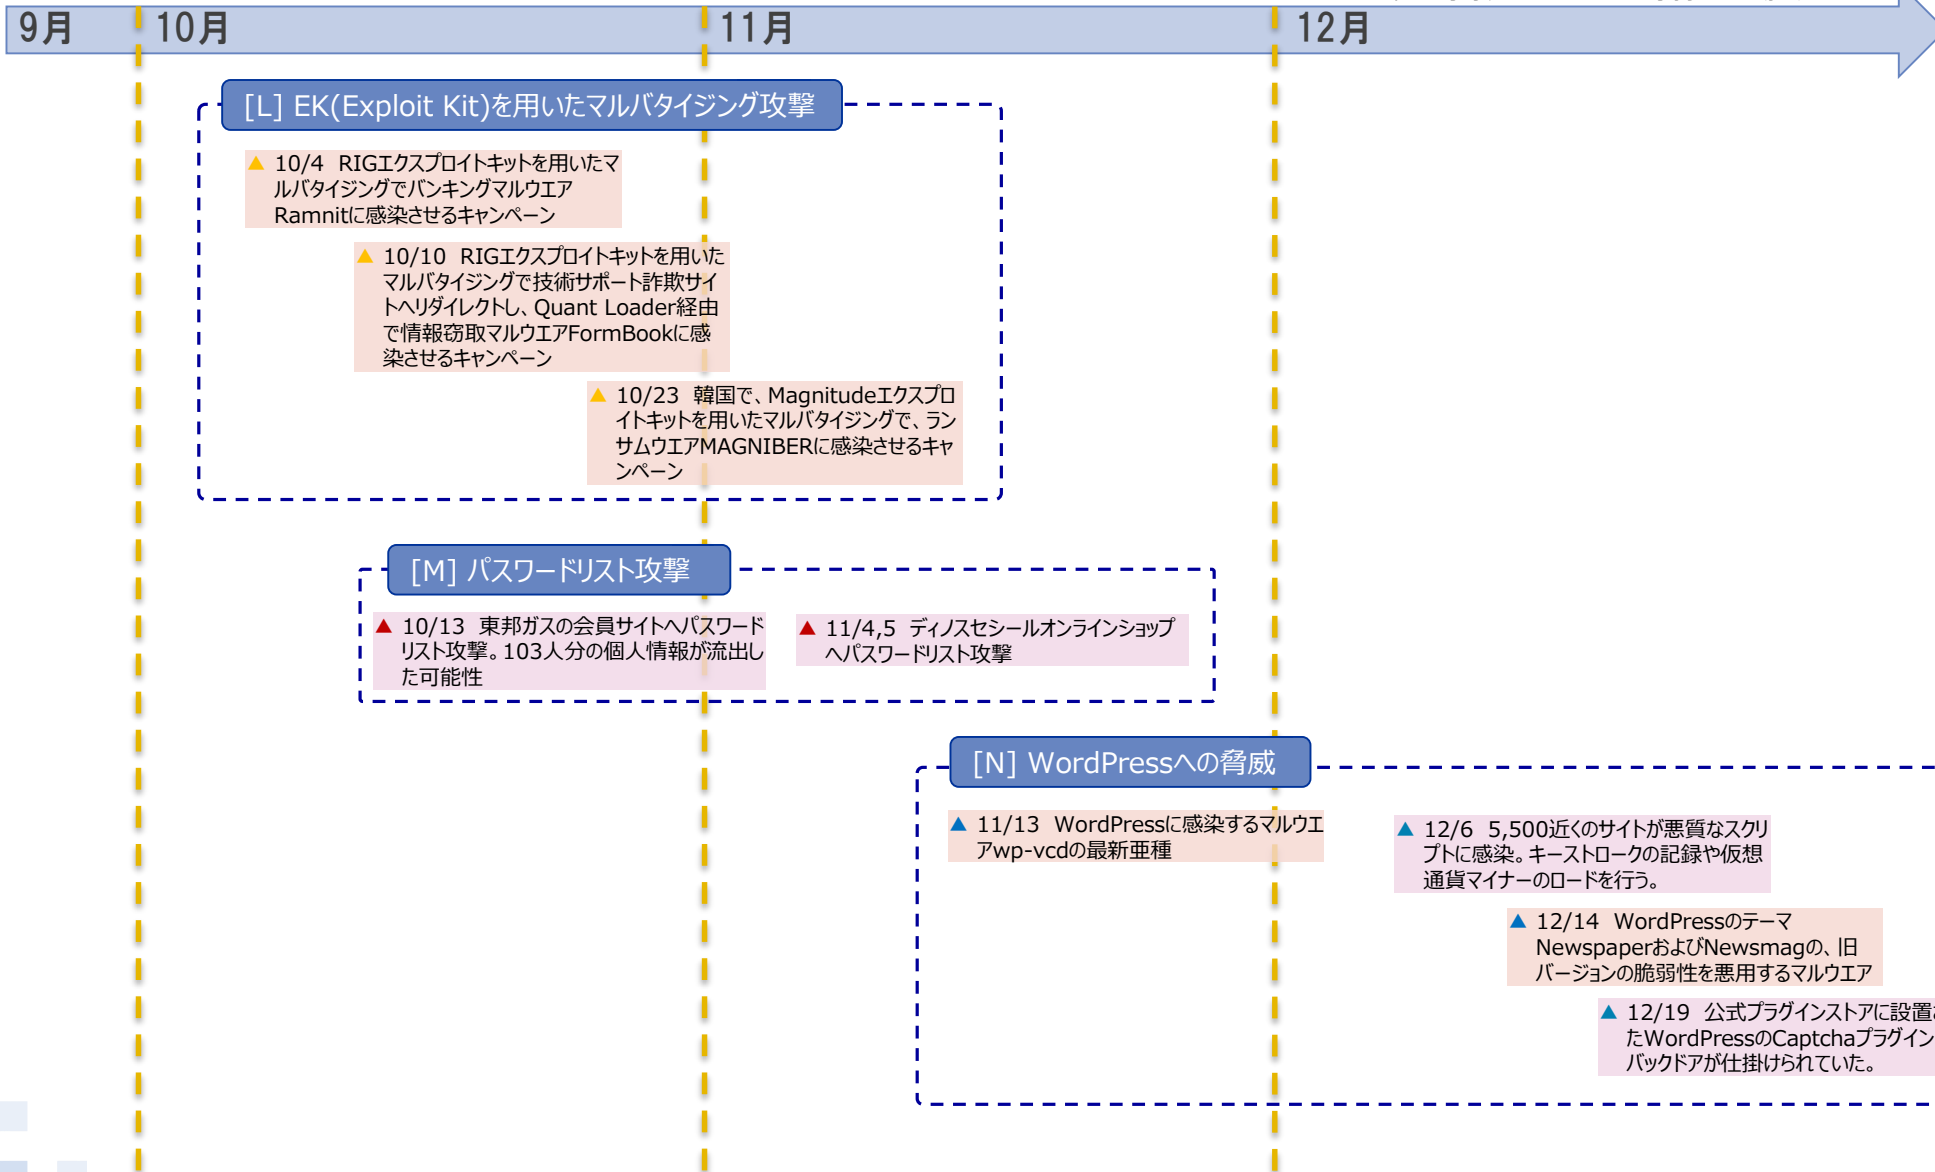 9月
10月
11月
12月
[L] EK(Exploit Kit)を用いたマルバタイジング攻撃
▲ 10/4 RIGエクスプロイトキットを用いたマ
ルバタイジングでバンキングマルウエア
Ramnitに感染させるキャンペーン
▲ 10/10 RIGエクスプロイトキットを用いた
マルバタイジングで技術サポート詐欺サイ
トへリダイレクトし、Quant Loader経由
で情報窃取マルウエアFormBookに感
染させるキャンペーン
▲ 10/23 韓国で、Magnitudeエクスプロ
イトキットを用いたマルバタイジングで、ラン
サムウエアMAGNIBERに感染させるキャ
ンペーン
[M] パスワードリスト攻撃
▲ 10/13 東邦ガスの会員サイトへパスワード
リスト攻撃。103人分の個人情報が流出し
た可能性
▲ 11/4,5 ディノスセシールオンラインショップ
へパスワードリスト攻撃
[N] WordPressへの脅威
▲ 11/13 WordPressに感染するマルウエ
アwp-vcdの最新亜種
▲ 12/6 5,500近くのサイトが悪質なスクリ
プトに感染。キーストロークの記録や仮想
通貨マイナーのロードを行う。
▲ 12/14 WordPressのテーマ
NewspaperおよびNewsmagの、旧
バージョンの脆弱性を悪用するマルウエア
▲ 12/19 公式プラグインストアに設置
たWordPressのCaptchaプラグイン
バックドアが仕掛けられていた。